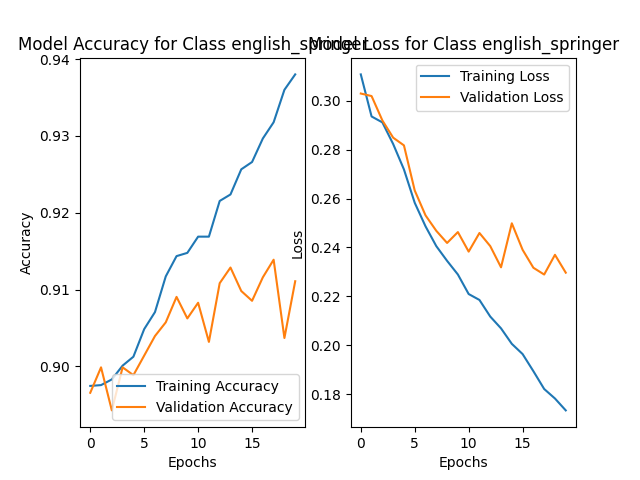 Model Accuracy for Class english_springer
Model Loss for Class english_springer
0.94
0.93
0.92
0.91
0.90
Accuracy
Training Accuracy
Validation Accuracy
0
5
10
15
Epochs
0.30
0.28
0.26
0.24
0.22
0.20
0.18
Loss
Training Loss
Validation Loss
0
5
10
15
Epochs